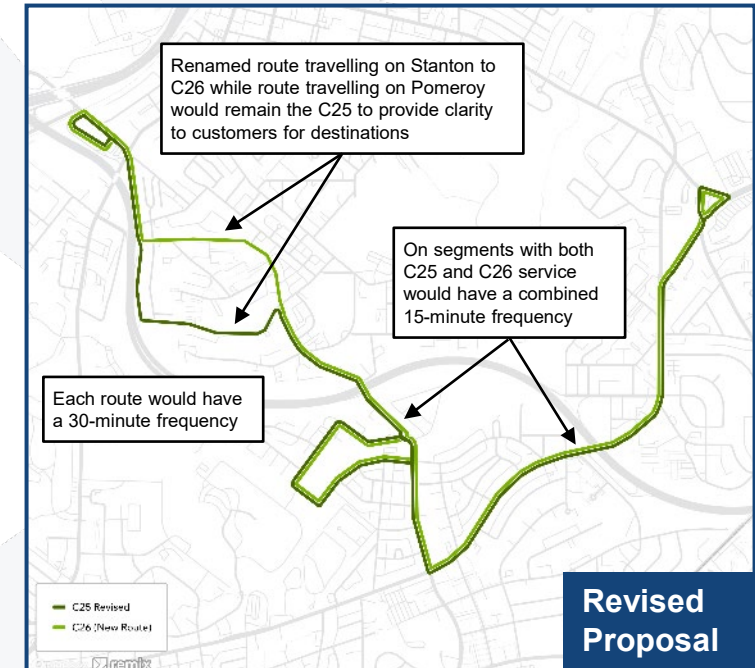 Renamed route travelling on Stanton to
C26 while route travelling on Pomeroy
would remain the C25 to provide clarity
to customers for destinations
On segments with both
C25 and C26 service
would have a combined
15-minute frequency
Each route would have
a 30-minute frequency
C25 Revised
C26 (New Route)
remix
Revised
Proposal